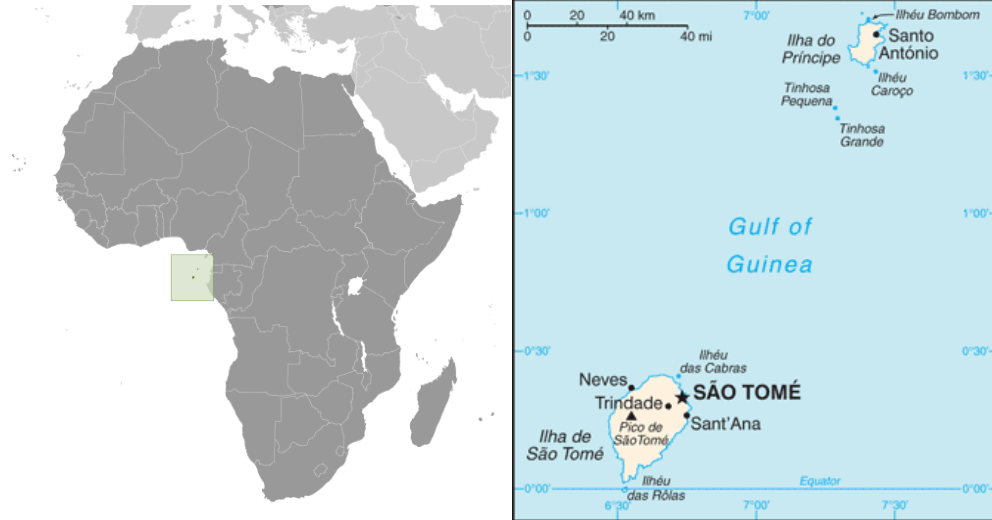 0 20 40 km
0 20 40 mi
7°00'
Ilhéu Bombom
Santo
António
Ilha do
Príncipe
1°30'
1°30'
Ilhéu
Caroço
Tinhosa
Pequena
Tinhosa
Grande
1°00'
1°00'
Gulf of
Guinea
0°30'
0°30'
Ilhéu
das Cabras
Neves
SÃO TOMÉ
Trindade
Sant'Ana
Pico de
SãoTomé
Ilha de
São Tomé
Ilhéu
das Rôlas
Equator
0°00'
0°00'
6°30'
7°00'
7°30'